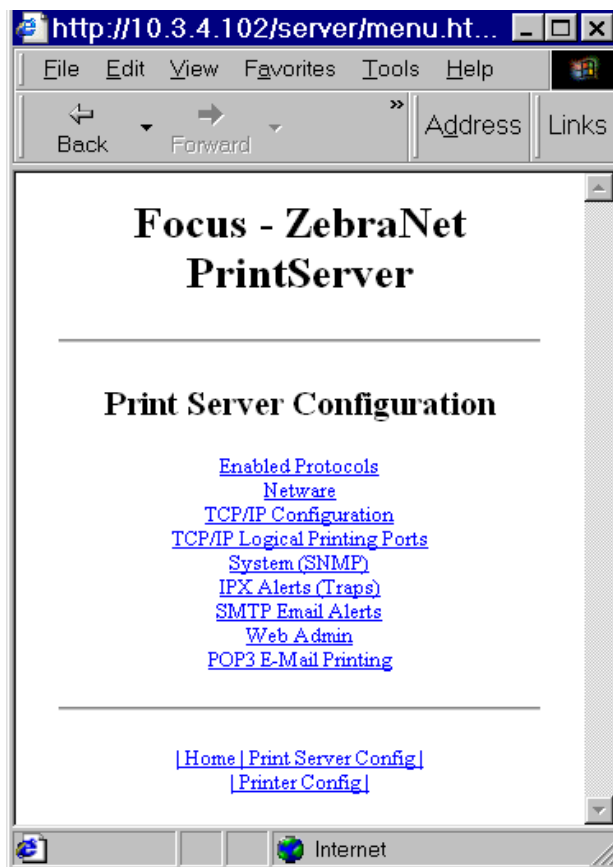 http://10.3.4.102/server/menu.ht...
File Edit View Favorites Tools Help
Back Forward » Address Links
Focus - ZebraNet
PrintServer
Print Server Configuration
Enabled Protocols
Netware
TCP/IP Configuration
TCP/IP Logical Printing Ports
System (SNMP)
IPX Alerts (Traps)
SMTP Email Alerts
Web Admin
POP3 E-Mail Printing
| Home | Print Server Config |
| Printer Config |
Internet